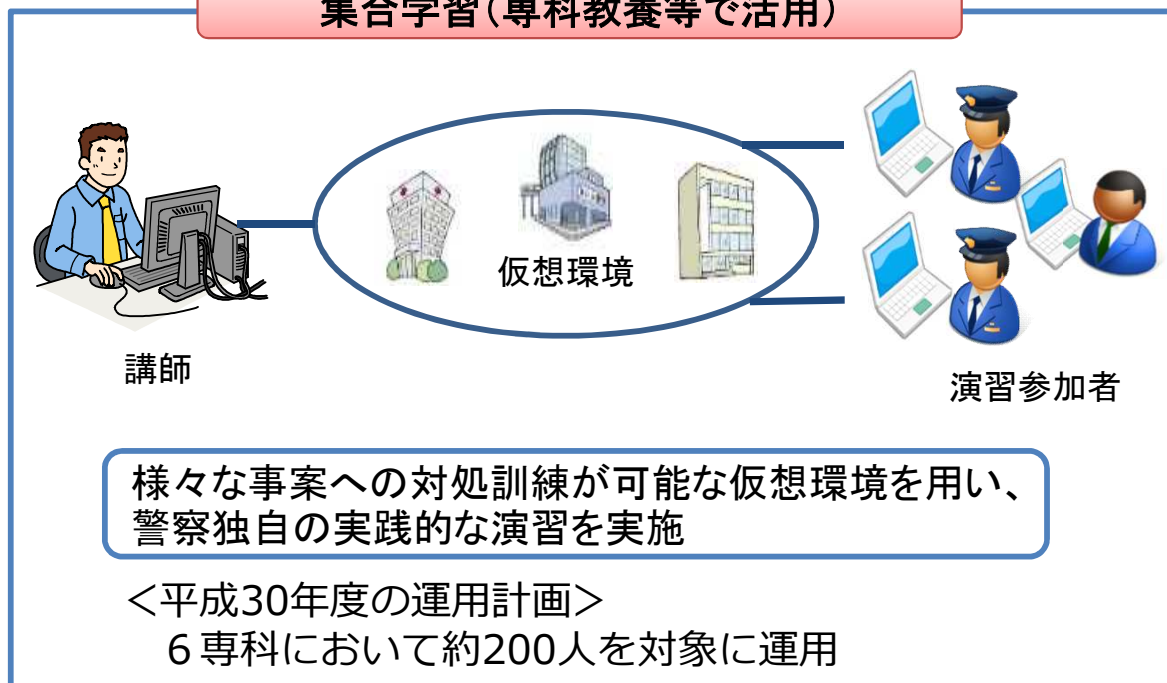 集合学習(専科教養等で活用)
仮想環境
講師
演習参加者
様々な事案への対処訓練が可能な仮想環境を用い、
警察独自の実践的な演習を実施
＜平成30年度の運用計画＞
６専科において約200人を対象に運用